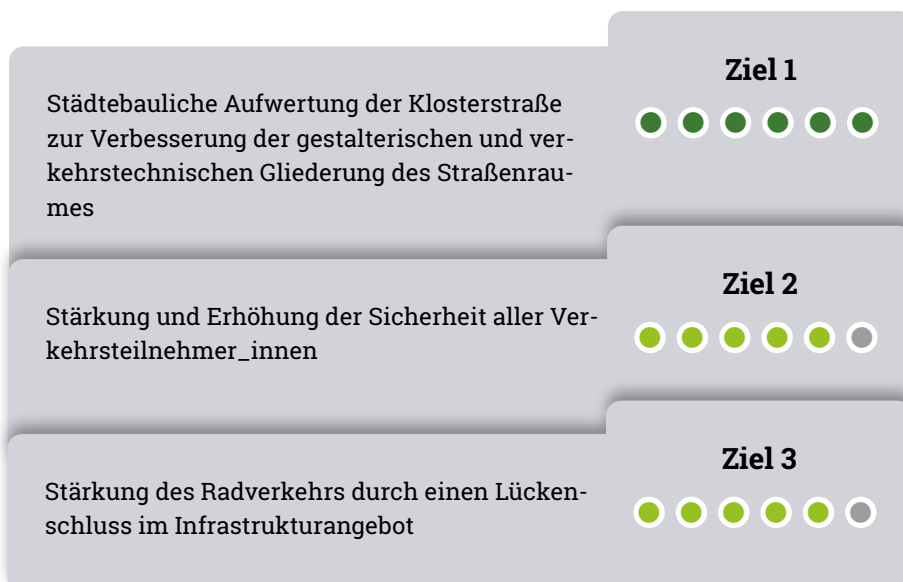 Ziel 1
Städtebauliche Aufwertung der Klosterstraße
zur Verbesserung der gestalterischen und ver-
kehrstechnischen Gliederung des Straßenrau-
mes
Ziel 2
Stärkung und Erhöhung der Sicherheit aller Ver-
kehrsteilnehmer_innen
Ziel 3
Stärkung des Radverkehrs durch einen Lücken-
schluss im Infrastrukturangebot